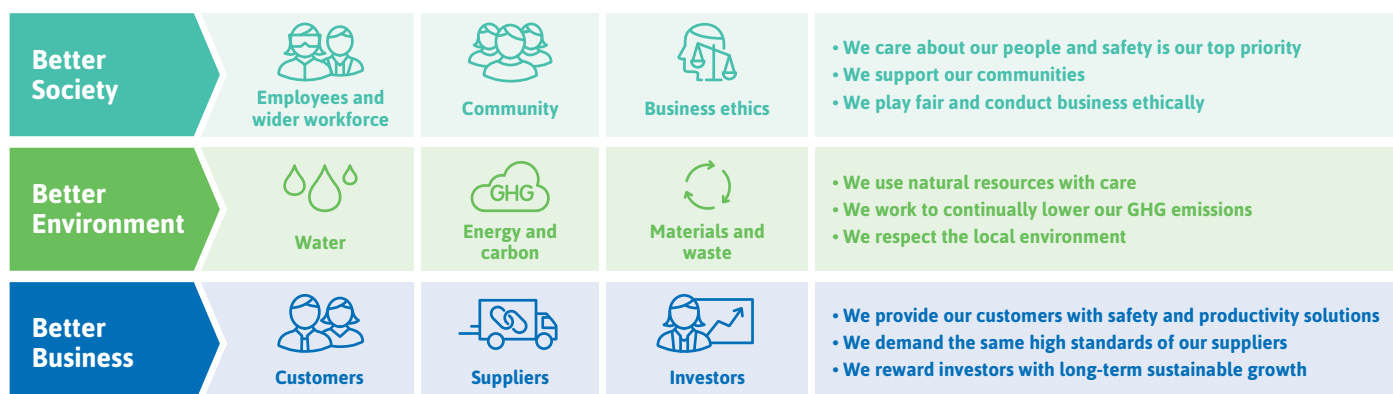 Better
Society
Employees and
wider workforce
Community
Business ethics
• We care about our people and safety is our top priority
• We support our communities
• We play fair and conduct business ethically
Better
Environment
Water
GHG
Energy and
carbon
Materials and
waste
• We use natural resources with care
• We work to continually lower our GHG emissions
• We respect the local environment
Better
Business
Customers
Suppliers
Investors
• We provide our customers with safety and productivity solutions
• We demand the same high standards of our suppliers
• We reward investors with long-term sustainable growth